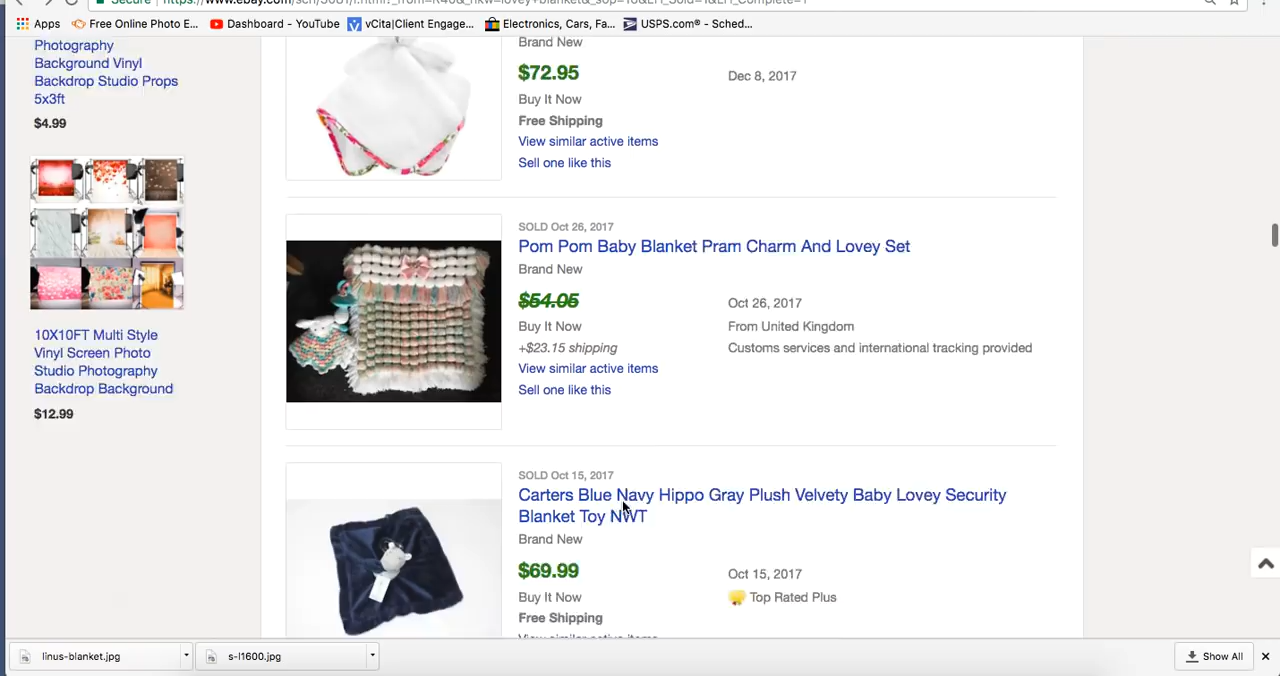 Apps
Free Online Photo E...
Dashboard - YouTube
vCita|Client Engage...
Electronics, Cars, Fa...
USPS.com® - Sched...
Photography
Background Vinyl
Backdrop Studio Props
5x3ft
$4.99
10X10FT Multi Style
Vinyl Screen Photo
Studio Photography
Backdrop Background
$12.99
Brand New
$72.95
Dec 8, 2017
Buy It Now
Free Shipping
View similar active items
Sell one like this
SOLD Oct 26, 2017
Pom Pom Baby Blanket Pram Charm And Lovey Set
Brand New
$54.05
Oct 26, 2017
Buy It Now
From United Kingdom
+$23.15 shipping
Customs services and international tracking provided
View similar active items
Sell one like this
SOLD Oct 15, 2017
Carters Blue Navy Hippo Gray Plush Velvety Baby Lovey Security
Blanket Toy NWT
Brand New
$69.99
Oct 15, 2017
Buy It Now
Top Rated Plus
Free Shipping
View similar active items
linus-blanket.jpg
s-l1600.jpg
Show All